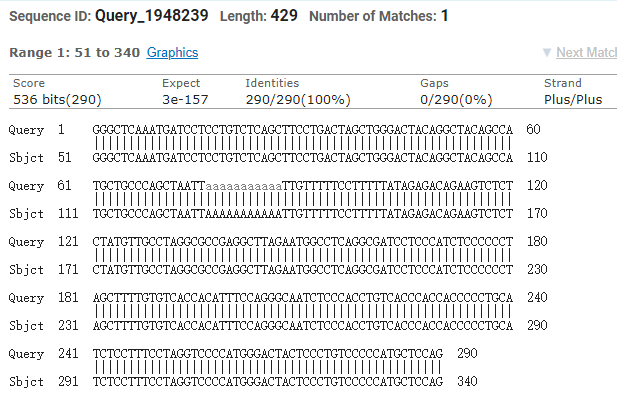 Sequence ID: Query_1948239 Length: 429 Number of Matches: 1
Range 1: 51 to 340 Graphics ▼ Next Matcl
Score Expect Identities Gaps Strand
536 bits(290) 3e-157 290/290(100%) 0/290(0%) Plus/Plus
Query 1 GGGCTCAAATGATCCTCCTGTCTCAGCTTCCTGACTAGCTGGGACTACAGGCTACAGCCA 60
||||||||||||||||||||||||||||||||||||||||||||||||||||||||||||
Sbjct 51 GGGCTCAAATGATCCTCCTGTCTCAGCTTCCTGACTAGCTGGGACTACAGGCTACAGCCA 110
Query 61 TGCTGCCCAGCTAATTaaaaaaaaaaaTTGTTTTTCCTTTTTATAGAGACAGAAGTCTCT 120
||||||||||||||||||||||||||||||||||||||||||||||||||||||||||||
Sbjct 111 TGCTGCCCAGCTAATTAAAAAAAAAAATTGTTTTTCCTTTTTATAGAGACAGAAGTCTCT 170
Query 121 CTATGTTGCCTAGGCGCCGAGGCTTAGAATGGCCTCAGGCGATCCTCCCATCTCCCCCCT 180
||||||||||||||||||||||||||||||||||||||||||||||||||||||||||||
Sbjct 171 CTATGTTGCCTAGGCGCCGAGGCTTAGAATGGCCTCAGGCGATCCTCCCATCTCCCCCCT 230
Query 181 AGCTTTTGTGTCACCACATTTCCAGGGCAATCTCCCACCTGTCACCCACCACCCCCTGCA 240
||||||||||||||||||||||||||||||||||||||||||||||||||||||||||||
Sbjct 231 AGCTTTTGTGTCACCACATTTCCAGGGCAATCTCCCACCTGTCACCCACCACCCCCTGCA 290
Query 241 TCTCCTTTCCTAGGTCCCCATGGGACTACTCCCTGTCCCCCATGCTCCAG 290
||||||||||||||||||||||||||||||||||||||||||||||||||
Sbjct 291 TCTCCTTTCCTAGGTCCCCATGGGACTACTCCCTGTCCCCCATGCTCCAG 340